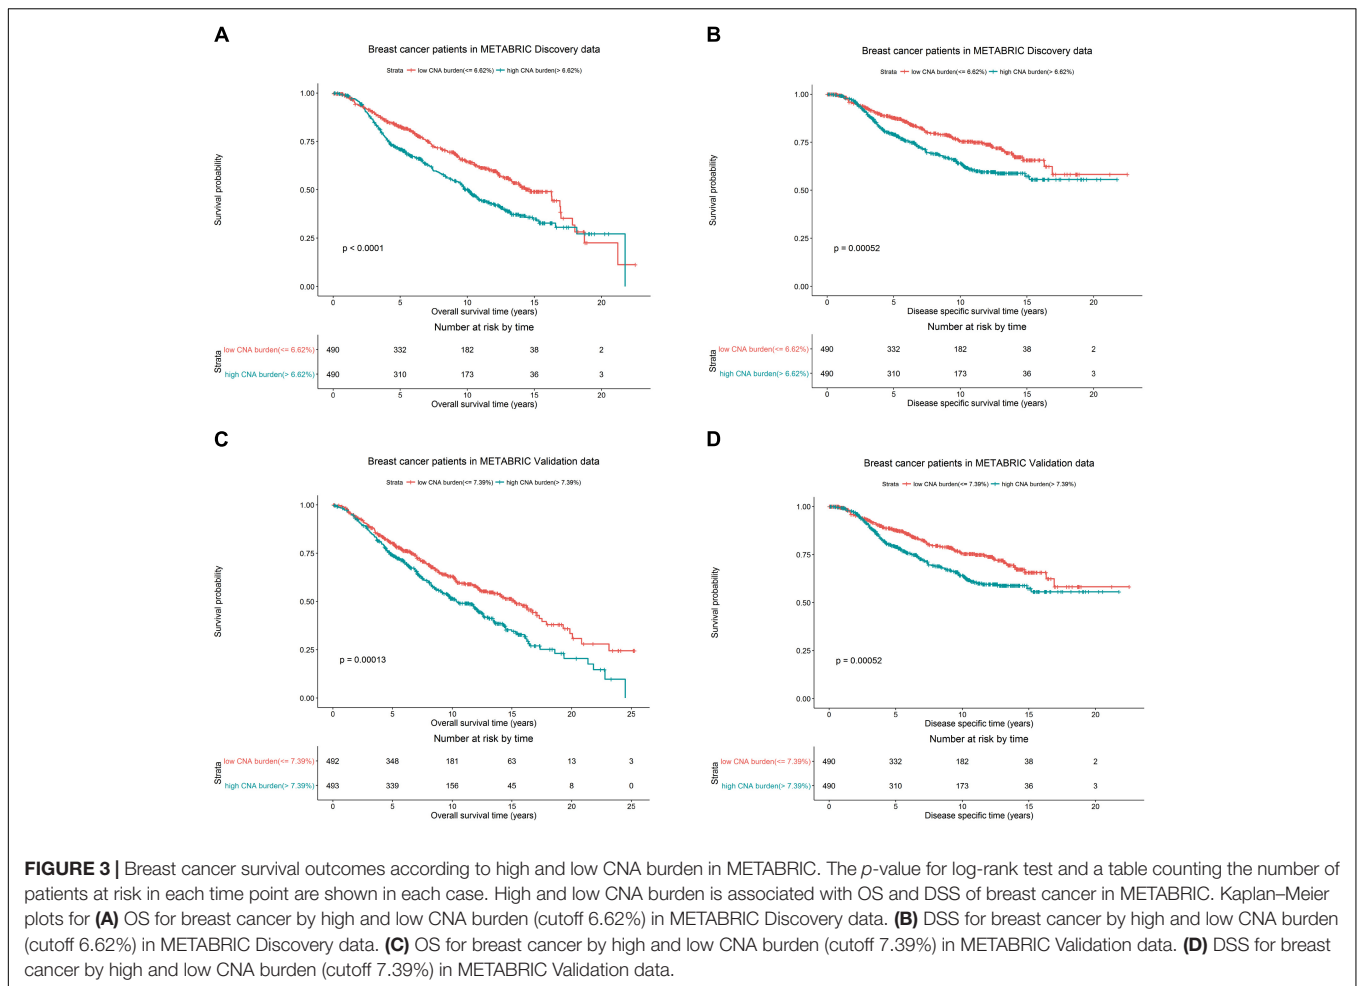 A
Breast cancer patients in METABRIC Discovery data
Strata low CNA burden(<= 6.62%) high CNA burden(> 6.62%)
Survival probability
1.00
0.75
0.50
0.25
0.00
p < 0.0001
0 5 10 15 20
Overall survival time (years)
Number at risk by time
Strata
low CNA burden(<= 6.62%) 490 332 182 38 2
high CNA burden(> 6.62%) 490 310 173 36 3
0 5 10 15 20
Overall survival time (years)
B
Breast cancer patients in METABRIC Discovery data
Strata low CNA burden(<= 6.62%) high CNA burden(> 6.62%)
Survival probability
1.00
0.75
0.50
0.25
0.00
p = 0.00052
0 5 10 15 20
Disease specific survival time (years)
Number at risk by time
Strata
low CNA burden(<= 6.62%) 490 332 182 38 2
high CNA burden(> 6.62%) 490 310 173 36 3
0 5 10 15 20
Disease specific survival time (years)
C
Breast cancer patients in METABRIC Validation data
Strata low CNA burden(<= 7.39%) high CNA burden(> 7.39%)
Survival probability
1.00
0.75
0.50
0.25
0.00
p = 0.00013
0 5 10 15 20 25
Overall survival time (years)
Number at risk by time
Strata
low CNA burden(<= 7.39%) 492 348 181 63 13 3
high CNA burden(> 7.39%) 493 339 156 45 8 0
0 5 10 15 20 25
Overall survival time (years)
D
Breast cancer patients in METABRIC Validation data
Strata low CNA burden(<= 7.39%) high CNA burden(> 7.39%)
Survival probability
1.00
0.75
0.50
0.25
0.00
p = 0.00052
0 5 10 15 20
Disease specific time (years)
Number at risk by time
Strata
low CNA burden(<= 7.39%) 490 332 182 38 2
high CNA burden(> 7.39%) 490 310 173 36 3
0 5 10 15 20
Disease specific time (years)
FIGURE 3 | Breast cancer survival outcomes according to high and low CNA burden in METABRIC. The p-value for log-rank test and a table counting the number of
patients at risk in each time point are shown in each case. High and low CNA burden is associated with OS and DSS of breast cancer in METABRIC. Kaplan–Meier
plots for (A) OS for breast cancer by high and low CNA burden (cutoff 6.62%) in METABRIC Discovery data. (B) DSS for breast cancer by high and low CNA burden
(cutoff 6.62%) in METABRIC Discovery data. (C) OS for breast cancer by high and low CNA burden (cutoff 7.39%) in METABRIC Validation data. (D) DSS for breast
cancer by high and low CNA burden (cutoff 7.39%) in METABRIC Validation data.